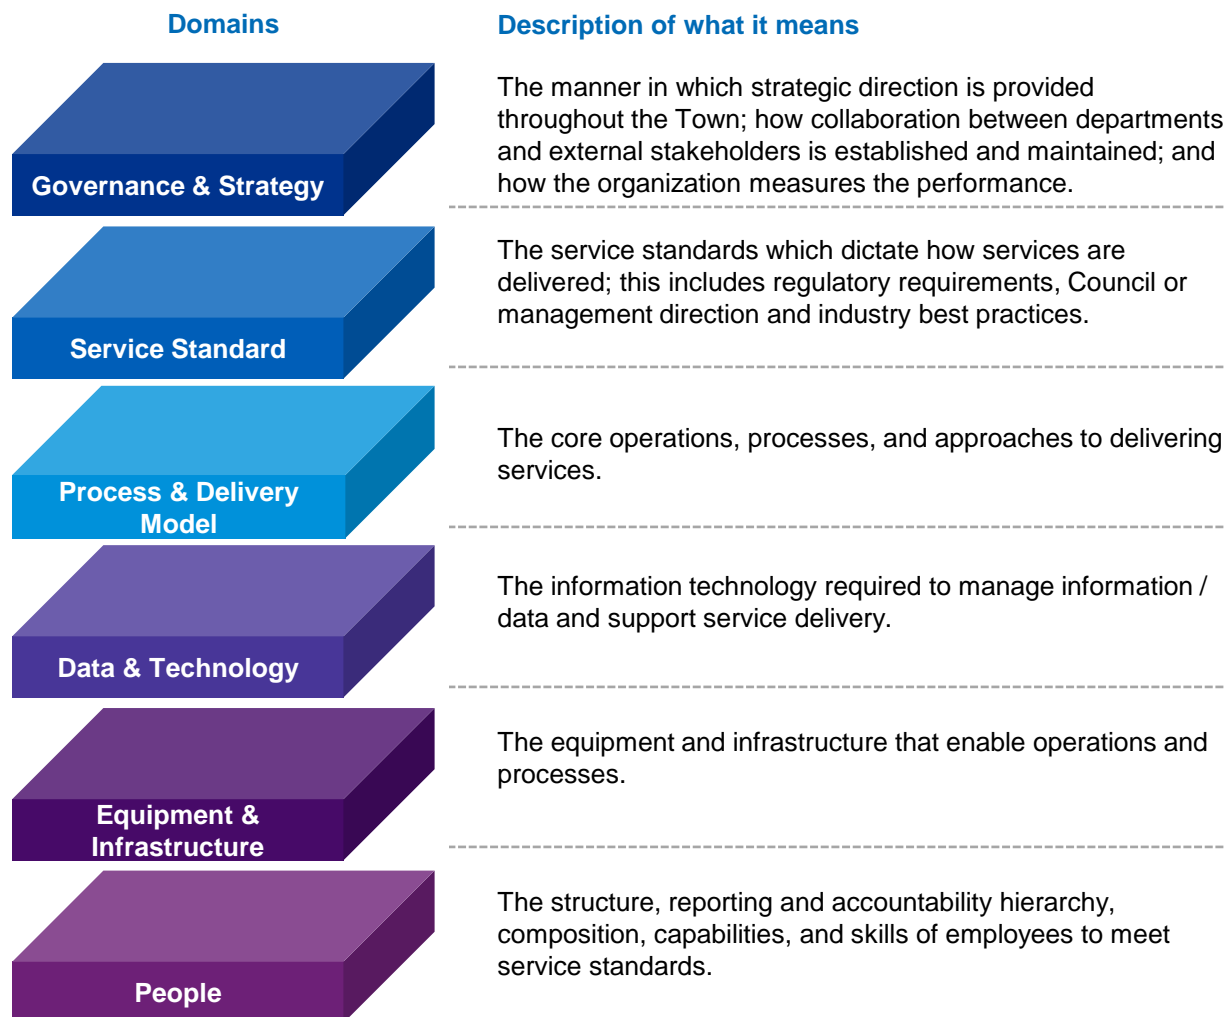 Domains
Description of what it means
Governance & Strategy
The manner in which strategic direction is provided
throughout the Town; how collaboration between departments
and external stakeholders is established and maintained; and
how the organization measures the performance.
Service Standard
The service standards which dictate how services are
delivered; this includes regulatory requirements, Council or
management direction and industry best practices.
Process & Delivery
Model
The core operations, processes, and approaches to delivering
services.
Data & Technology
The information technology required to manage information /
data and support service delivery.
Equipment &
Infrastructure
The equipment and infrastructure that enable operations and
processes.
People
The structure, reporting and accountability hierarchy,
composition, capabilities, and skills of employees to meet
service standards.